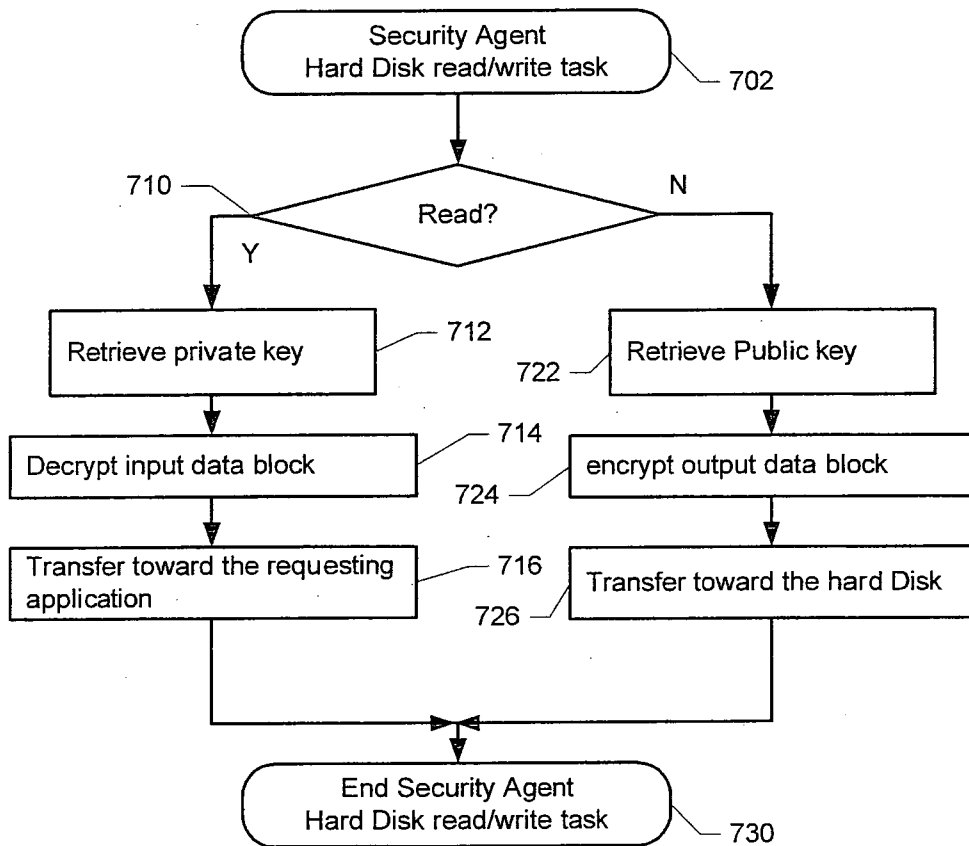 Security Agent
Hard Disk read/write task
702
710
Read?
N
Y
Retrieve private key
712
Retrieve Public key
722
Decrypt input data block
714
encrypt output data block
724
Transfer toward the requesting
application
716
Transfer toward the hard Disk
726
End Security Agent
Hard Disk read/write task
730